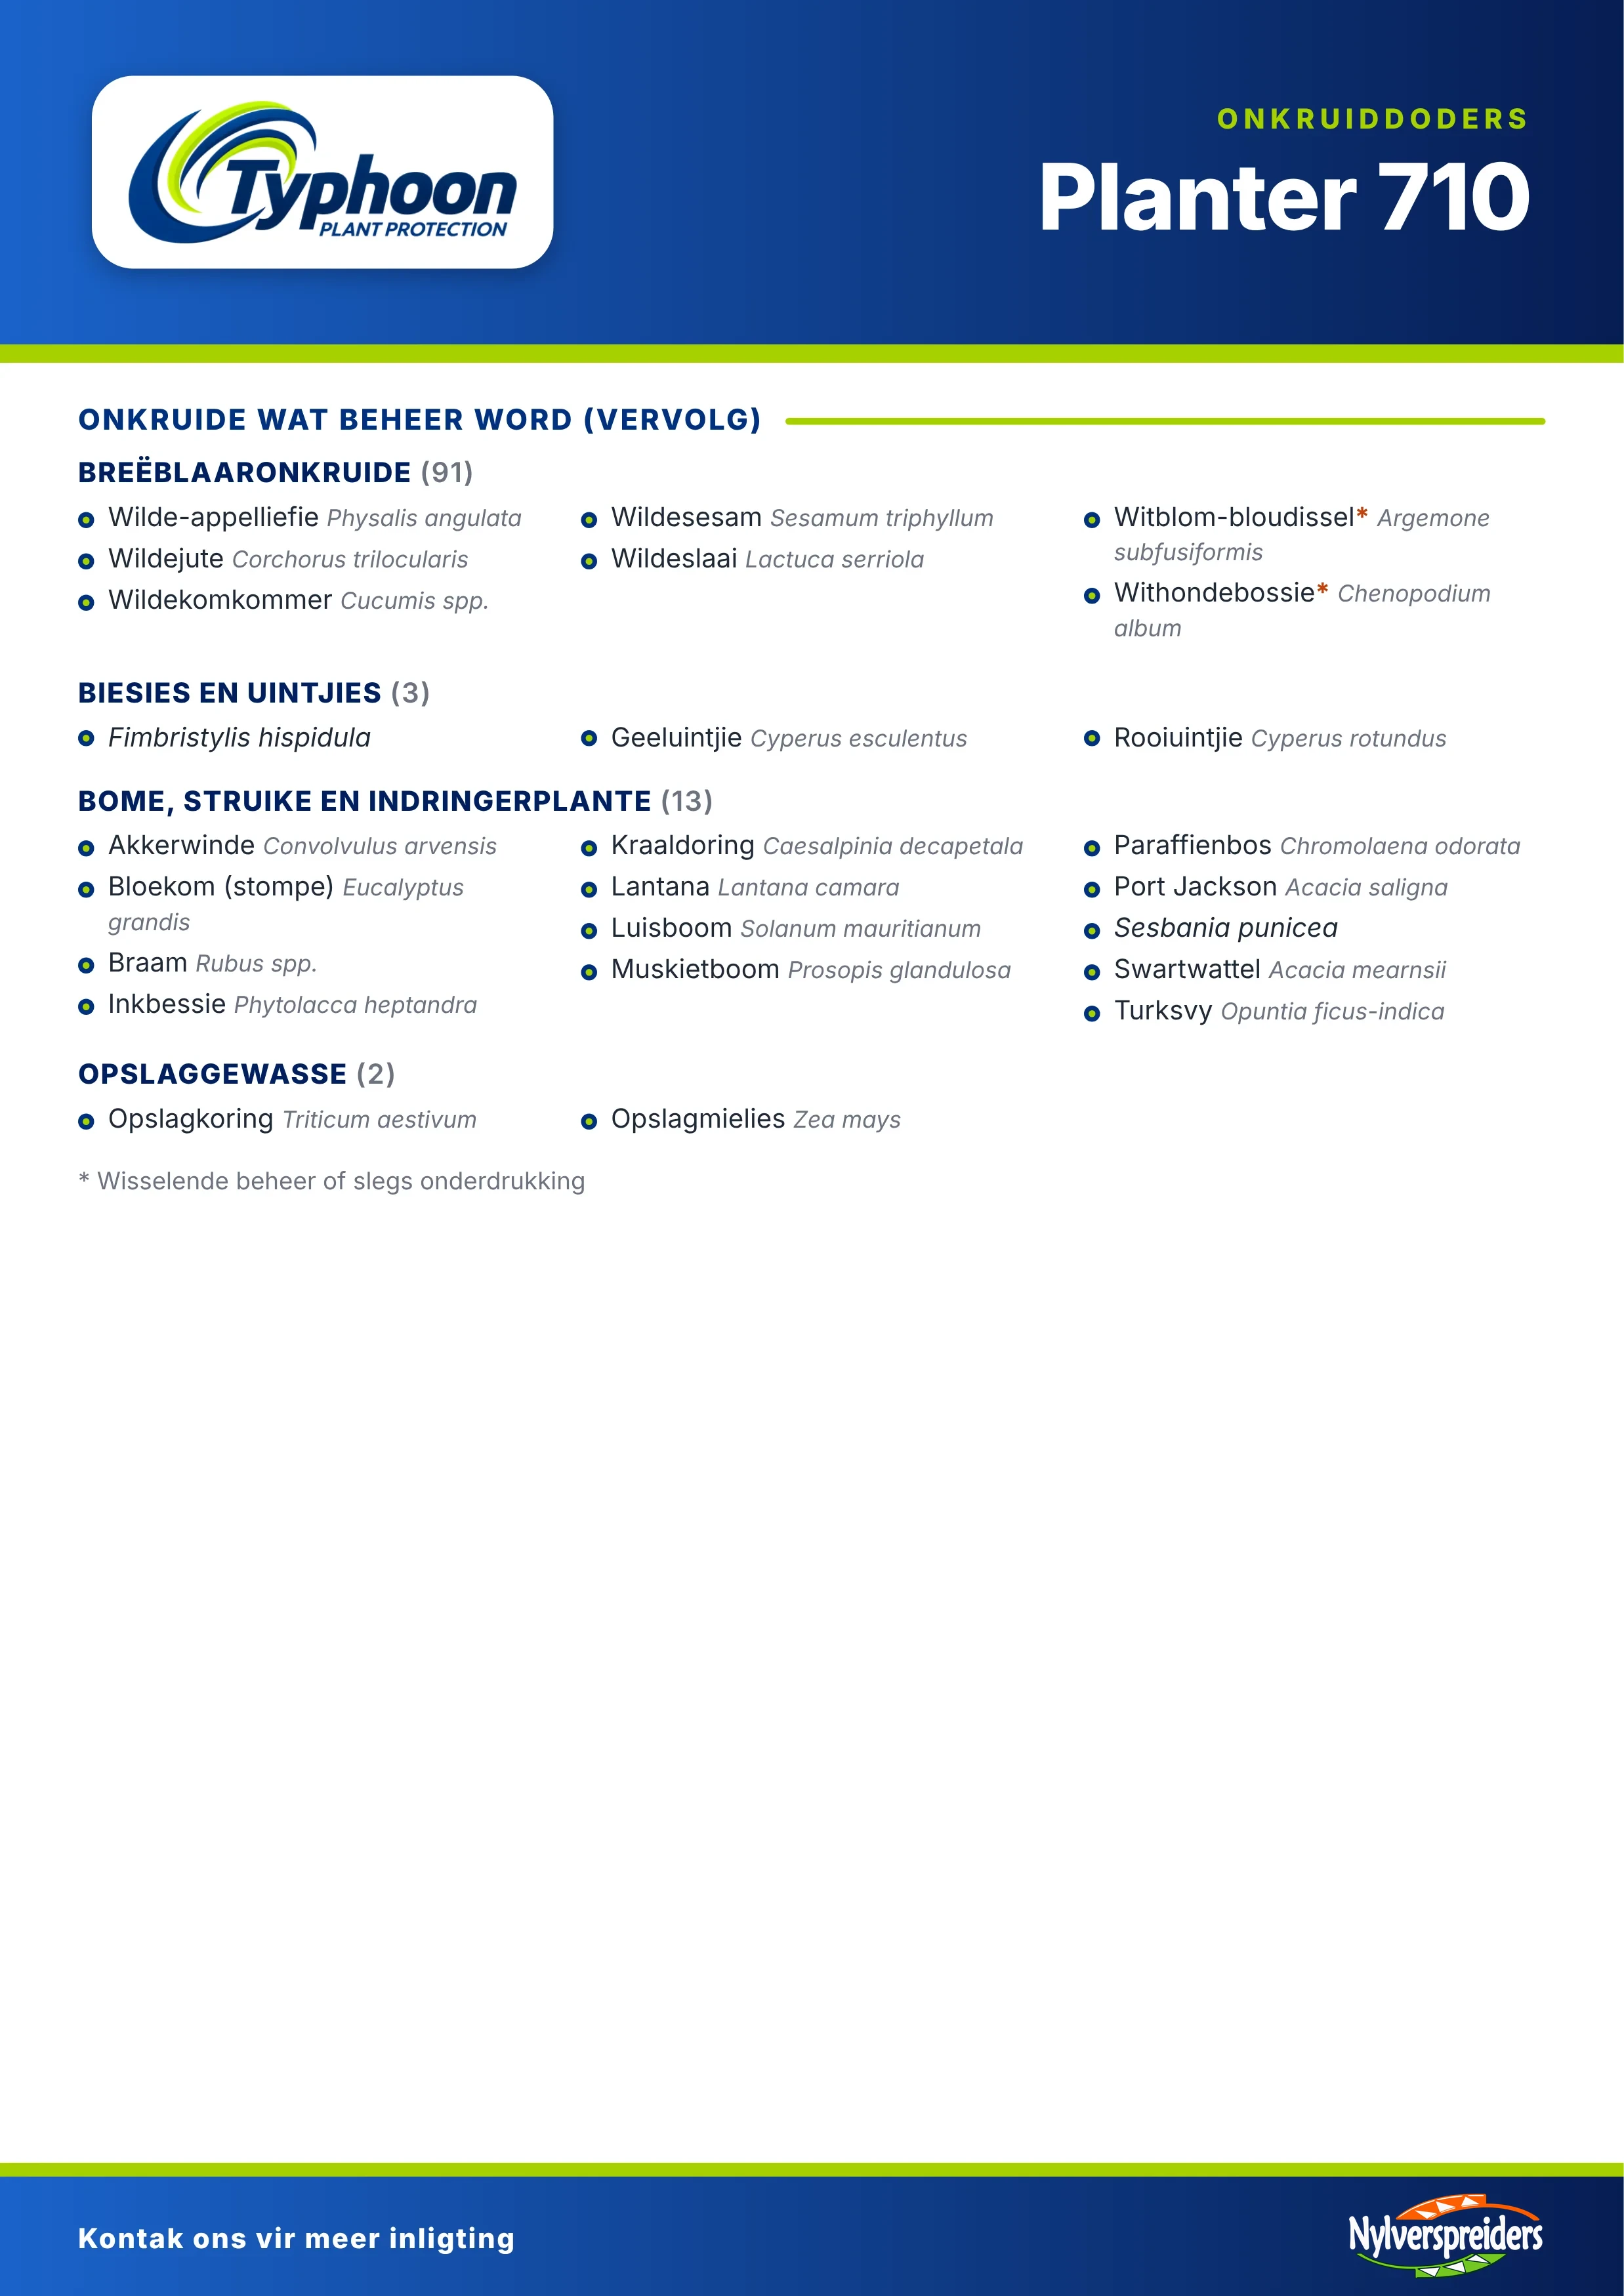 Typhoon
PLANT PROTECTION
ONKRUIDDODERS
Planter 710
ONKRUIDE WAT BEHEER WORD (VERVOLG)
BREËBLAARONKRUIDE (91)
Wilde-appelliefie Physalis angulata
Wildejute Corchorus trilocularis
Wildekomkommer Cucumis spp.
Wildesesam Sesamum triphyllum
Wildeslaai Lactuca serriola
Witblom-bloudissel* Argemone
subfusiformis
Withondebossie* Chenopodium
album
BIESIES EN UINTJIES (3)
Fimbristylis hispidula
Geeluintjie Cyperus esculentus
Rooiuintjie Cyperus rotundus
BOME, STRUIKE EN INDRINGERPLANTE (13)
Akkerwinde Convolvulus arvensis
Bloekom (stompe) Eucalyptus
grandis
Braam Rubus spp.
Inkbessie Phytolacca heptandra
Kraaldoring Caesalpinia decapetala
Lantana Lantana camara
Luisboom Solanum mauritianum
Muskietboom Prosopis glandulosa
Paraffienbos Chromolaena odorata
Port Jackson Acacia saligna
Sesbania punicea
Swartwattel Acacia mearnsii
Turksvy Opuntia ficus-indica
OPSLAGGEWASSE (2)
Opslagkoring Triticum aestivum
Opslagmielies Zea mays
* Wisselende beheer of slegs onderdrukking
Kontak ons vir meer inligting
Nylverspreiders